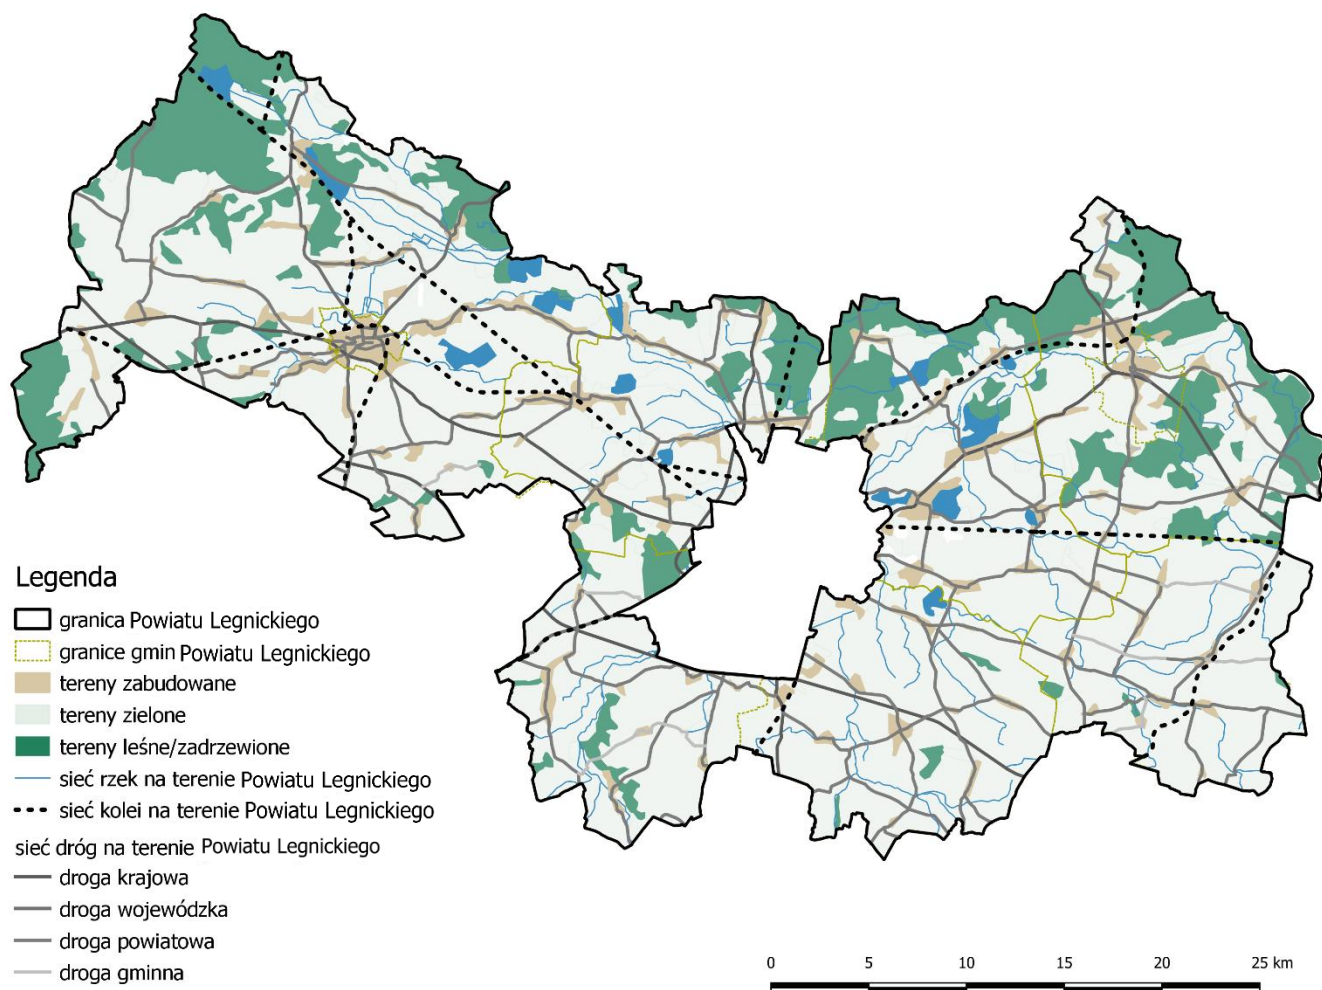 Legenda
granica Powiatu Legnickiego
granice gmin Powiatu Legnickiego
tereny zabudowane
tereny zielone
tereny leśne/zadrzewione
sieć rzek na terenie Powiatu Legnickiego
sieć kolei na terenie Powiatu Legnickiego
sieć dróg na terenie Powiatu Legnickiego
droga krajowa
droga wojewódzka
droga powiatowa
droga gminna
0 5 10 15 20 25 km